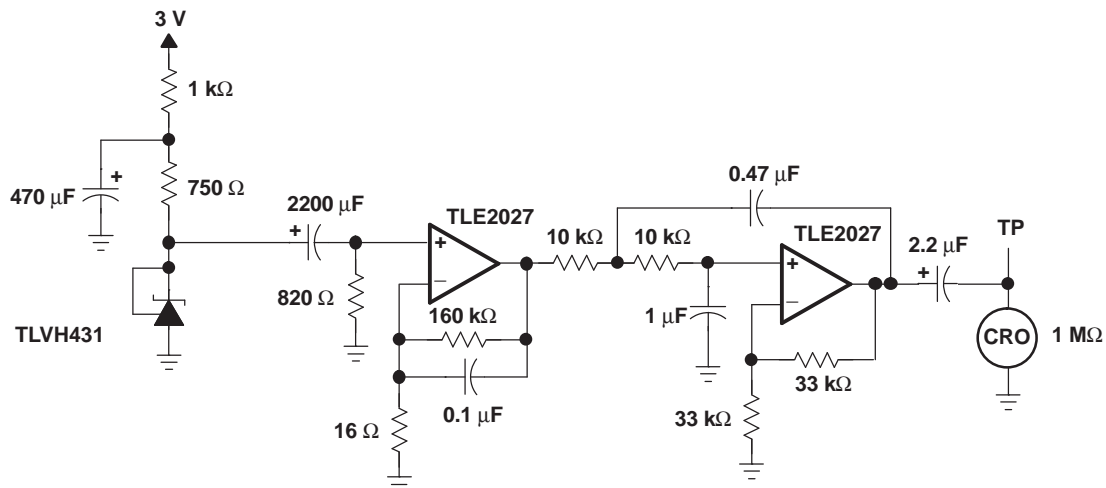 3 V
1 kΩ
470 μF
+
750 Ω
2200 μF
+
TLE2027
+
−
820 Ω
TLVH431
160 kΩ
0.1 μF
16 Ω
10 kΩ
10 kΩ
0.47 μF
1 μF
TLE2027
+
−
33 kΩ
33 kΩ
2.2 μF
+
TP
CRO
1 MΩ